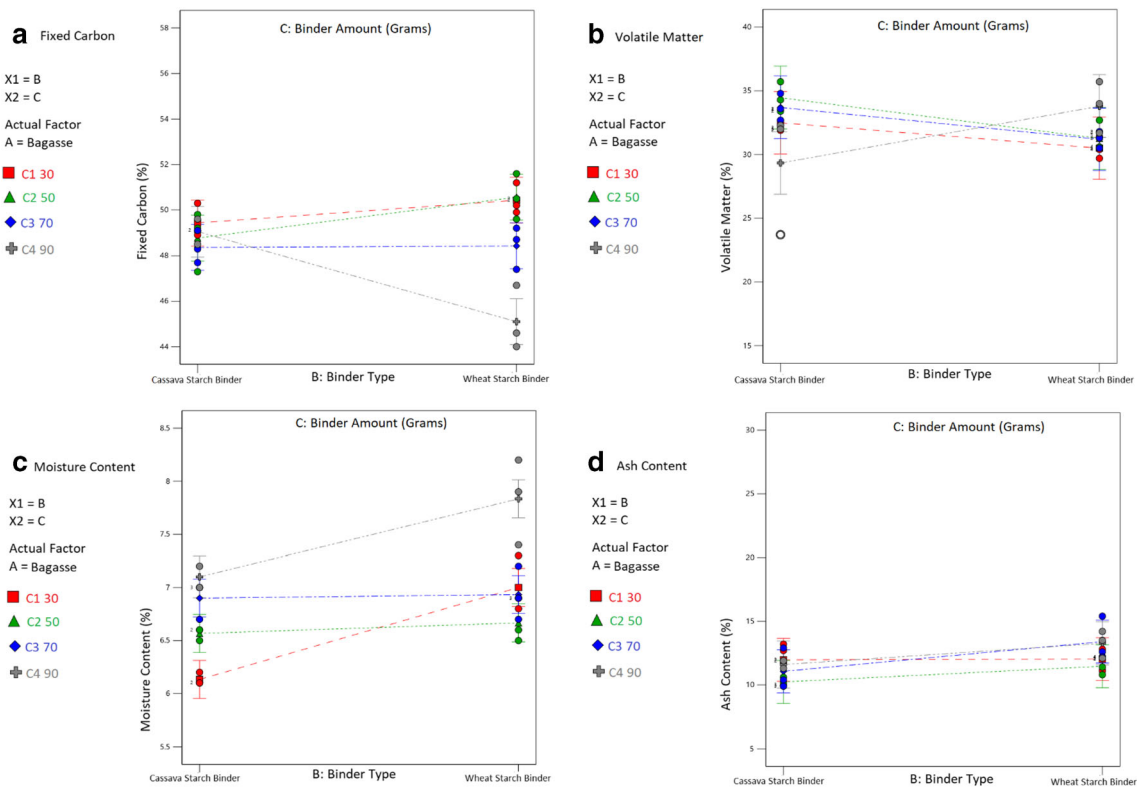 a Fixed Carbon
X1 = B
X2 = C
Actual Factor
A = Bagasse
C1 30
C2 50
C3 70
C4 90
C: Binder Amount (Grams)
Fixed Carbon (%)
58
56
54
52
50
48
46
44
Cassava Starch Binder
B: Binder Type
Wheat Starch Binder
b Volatile Matter
X1 = B
X2 = C
Actual Factor
A = Bagasse
C1 30
C2 50
C3 70
C4 90
C: Binder Amount (Grams)
Volatile Matter (%)
40
35
30
25
20
15
Cassava Starch Binder
B: Binder Type
Wheat Starch Binder
c Moisture Content
X1 = B
X2 = C
Actual Factor
A = Bagasse
C1 30
C2 50
C3 70
C4 90
C: Binder Amount (Grams)
Moisture Content (%)
8.5
8
7.5
7
6.5
6
5.5
Cassava Starch Binder
B: Binder Type
Wheat Starch Binder
d Ash Content
X1 = B
X2 = C
Actual Factor
A = Bagasse
C1 30
C2 50
C3 70
C4 90
C: Binder Amount (Grams)
Ash Content (%)
30
25
20
15
10
5
Cassava Starch Binder
B: Binder Type
Wheat Starch Binder